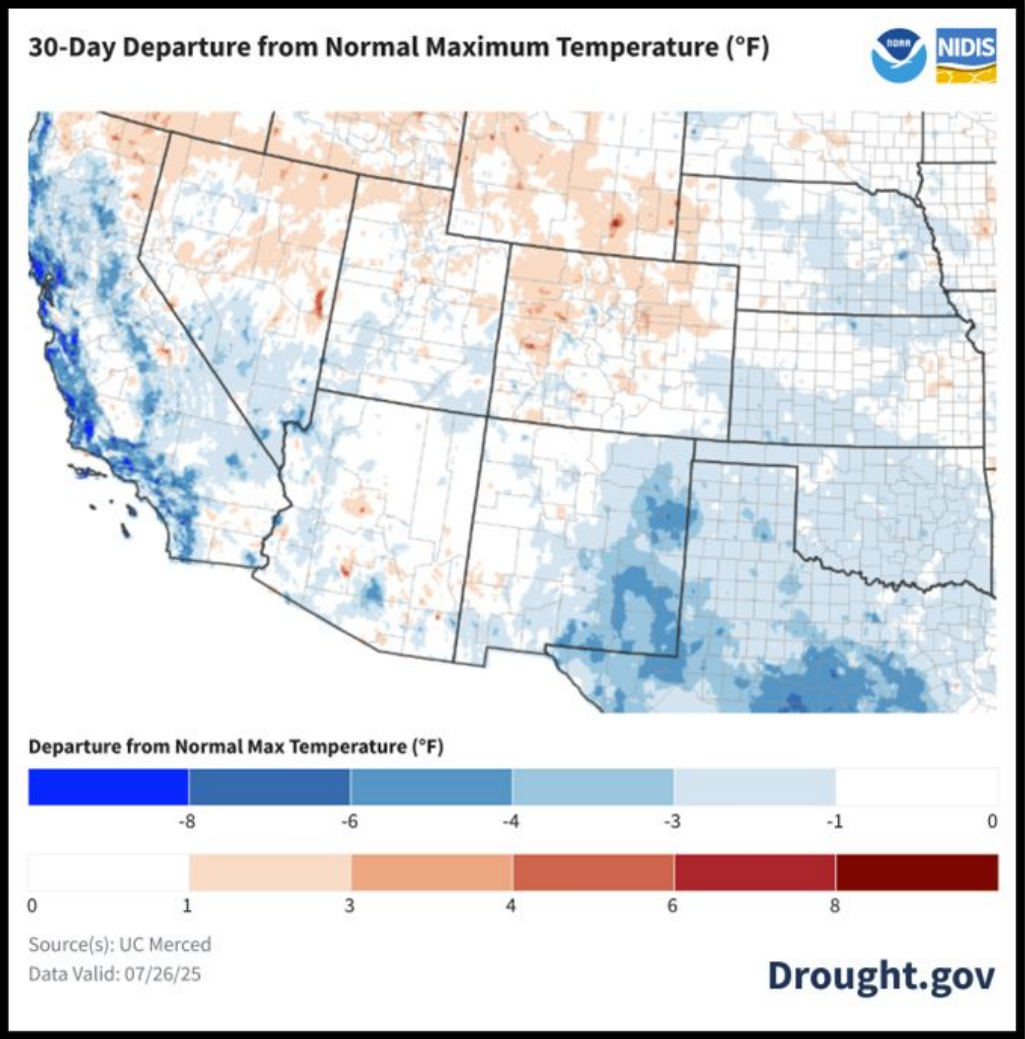 30-Day Departure from Normal Maximum Temperature (°F)
NOAA
NIDIS
Departure from Normal Max Temperature (°F)
-8 -6 -4 -3 -1 0
0 1 3 4 6 8
Source(s): UC Merced
Data Valid: 07/26/25
Drought.gov